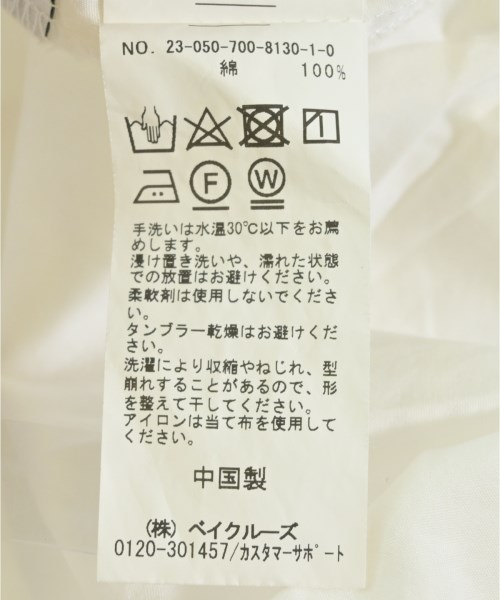 NO. 23-050-700-8130-1-0
綿 100%
F W
手洗いは水温30℃以下をお薦
めします。
浸け置き洗いや、濡れた状態
での放置はお避けください。
柔軟剤は使用しないでくださ
い。
タンブラー乾燥はお避けくだ
さい。
洗濯により収縮やねじれ、型
崩れすることがあるので、形
を整えて干してください。
アイロンは当て布を使用して
ください。
中国製
(株) ベイクルーズ
0120-301457/ｶｽﾀﾏｰｻﾎﾟｰﾄ